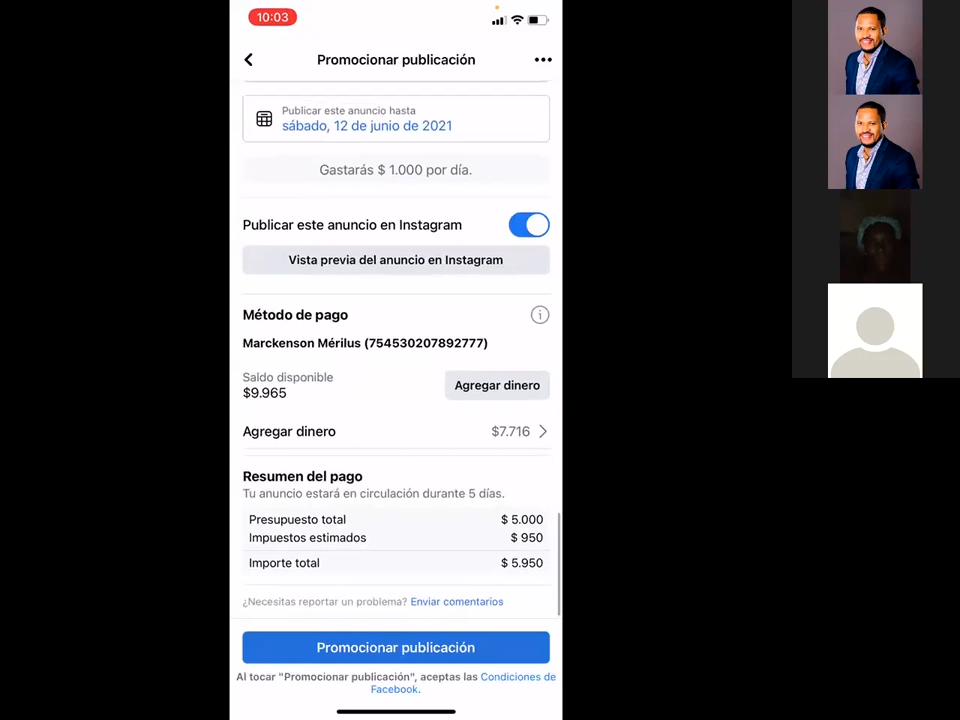 10:03
Promocionar publicación
Publicar este anuncio hasta
sábado, 12 de junio de 2021
Gastarás $ 1.000 por día.
Publicar este anuncio en Instagram
Vista previa del anuncio en Instagram
Método de pago
Marckenson Mérilus (754530207892777)
Saldo disponible
$9.965
Agregar dinero
Agregar dinero $7.716
Resumen del pago
Tu anuncio estará en circulación durante 5 días.
Presupuesto total $ 5.000
Impuestos estimados $ 950
Importe total $ 5.950
¿Necesitas reportar un problema? Enviar comentarios
Promocionar publicación
Al tocar "Promocionar publicación", aceptas las Condiciones de
Facebook.